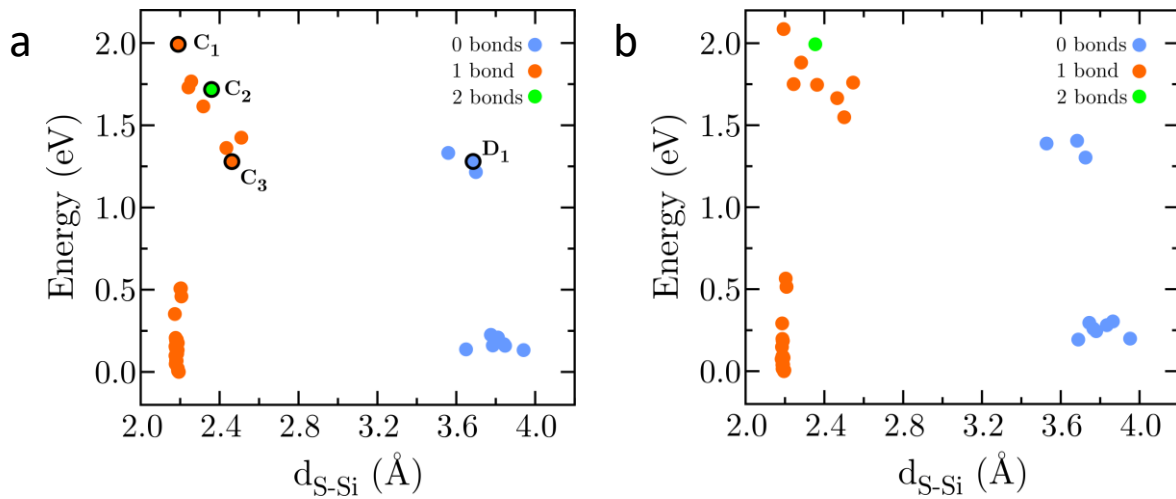 a
2.0
1.5
1.0
0.5
0.0
Energy (eV)
C1
C2
C3
D1
0 bonds
1 bond
2 bonds
2.0 2.4 2.8 3.2 3.6 4.0
dS-Si (Å)
b
2.0
1.5
1.0
0.5
0.0
Energy (eV)
0 bonds
1 bond
2 bonds
2.0 2.4 2.8 3.2 3.6 4.0
dS-Si (Å)